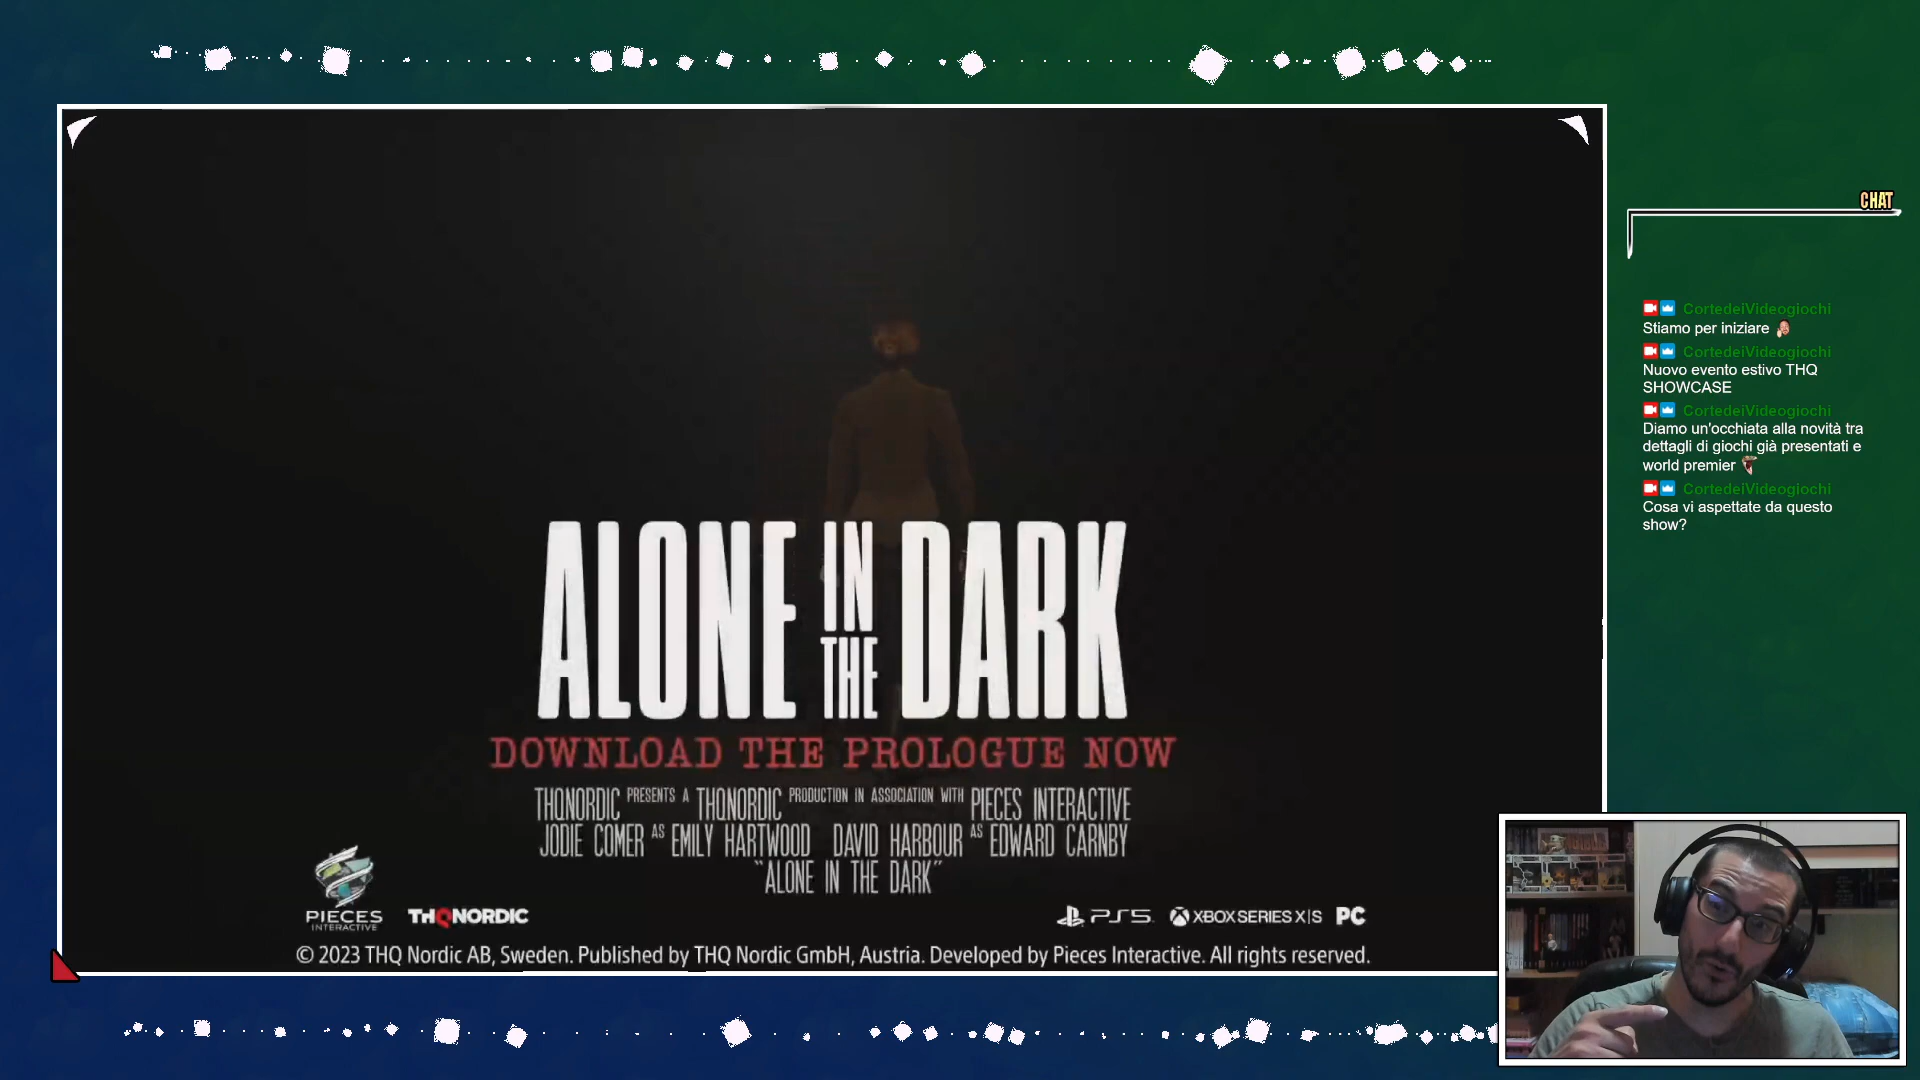 CHAT
CortedeiVideogiochi
Stiamo per iniziare
CortedeiVideogiochi
Nuovo evento estivo THQ
SHOWCASE
CortedeiVideogiochi
Diamo un'occhiata alla novità tra
dettagli di giochi già presentati e
world premier
CortedeiVideogiochi
Cosa vi aspettate da questo
show?
ALONE IN THE DARK
DOWNLOAD THE PROLOGUE NOW
THQNORDIC PRESENTS A THQNORDIC PRODUCTION IN ASSOCIATION WITH PIECES INTERACTIVE
JODIE COMER AS EMILY HARTWOOD DAVID HARBOUR AS EDWARD CARNBY
"ALONE IN THE DARK"
PIECES
INTERACTIVE
THQNORDIC
PS5 XBOX SERIES X|S PC
© 2023 THQ Nordic AB, Sweden. Published by THQ Nordic GmbH, Austria. Developed by Pieces Interactive. All rights reserved.